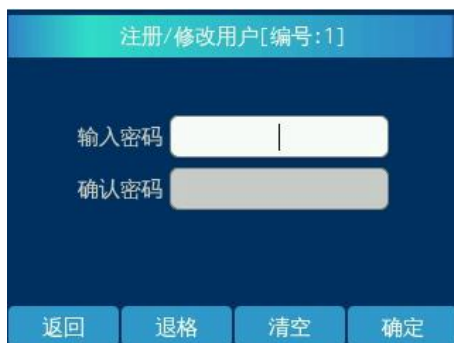 注册/修改用户[编号:1]
输入密码
确认密码
返回 退格 清空 确定